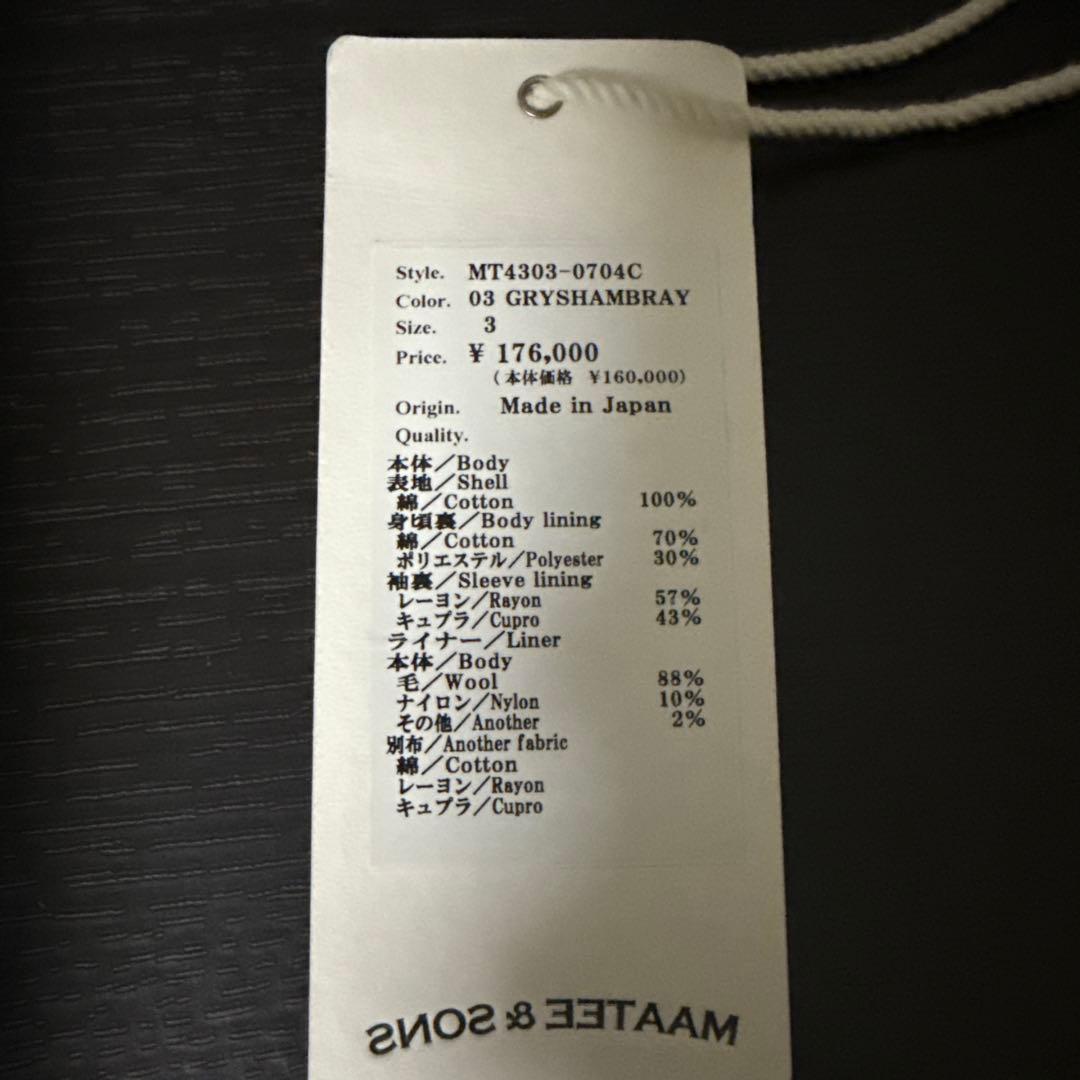 Style. MT4303-0704C
Color. 03 GRYSHAMBRAY
Size. 3
Price. ¥ 176,000
(本体価格 ¥160,000)
Origin. Made in Japan
Quality.
本体/Body
表地/Shell
綿/Cotton 100%
身頃裏/Body lining
綿/Cotton 70%
ポリエステル/Polyester 30%
袖裏/Sleeve lining
レーヨン/Rayon 57%
キュプラ/Cupro 43%
ライナー/Liner
本体/Body
毛/Wool 88%
ナイロン/Nylon 10%
その他/Another 2%
別布/Another fabric
綿/Cotton
レーヨン/Rayon
キュプラ/Cupro
MAATEE & SONS